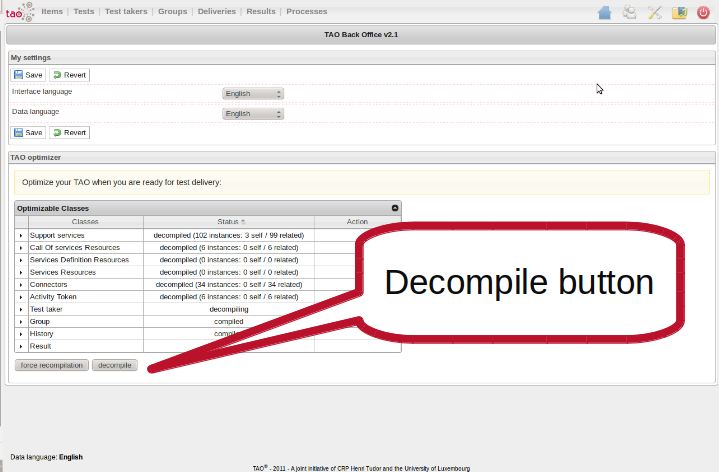 tao Items | Tests | Test takers | Groups | Deliveries | Results | Processes
TAO Back Office v2.1
My settings
Save Revert
Interface language English
Data language English
Save Revert
TAO optimizer
Optimize your TAO when you are ready for test delivery:
Optimizable Classes
Classes Status Action
Support services decompiled (102 instances: 3 self / 99 related)
Call Of services Resources decompiled (6 instances: 0 self / 6 related)
Services Definition Resources decompiled (0 instances: 0 self / 0 related)
Services Resources decompiled (0 instances: 0 self / 0 related)
Connectors decompiled (34 instances: 0 self / 34 related)
Activity Token decompiled (6 instances: 0 self / 6 related)
Test taker decompiling
Group compiled
History
Result
Decompile button
force recompilation decompile
Data language: English
TAO® - 2011 - A joint initiative of CRP Henri Tudor and the University of Luxembourg